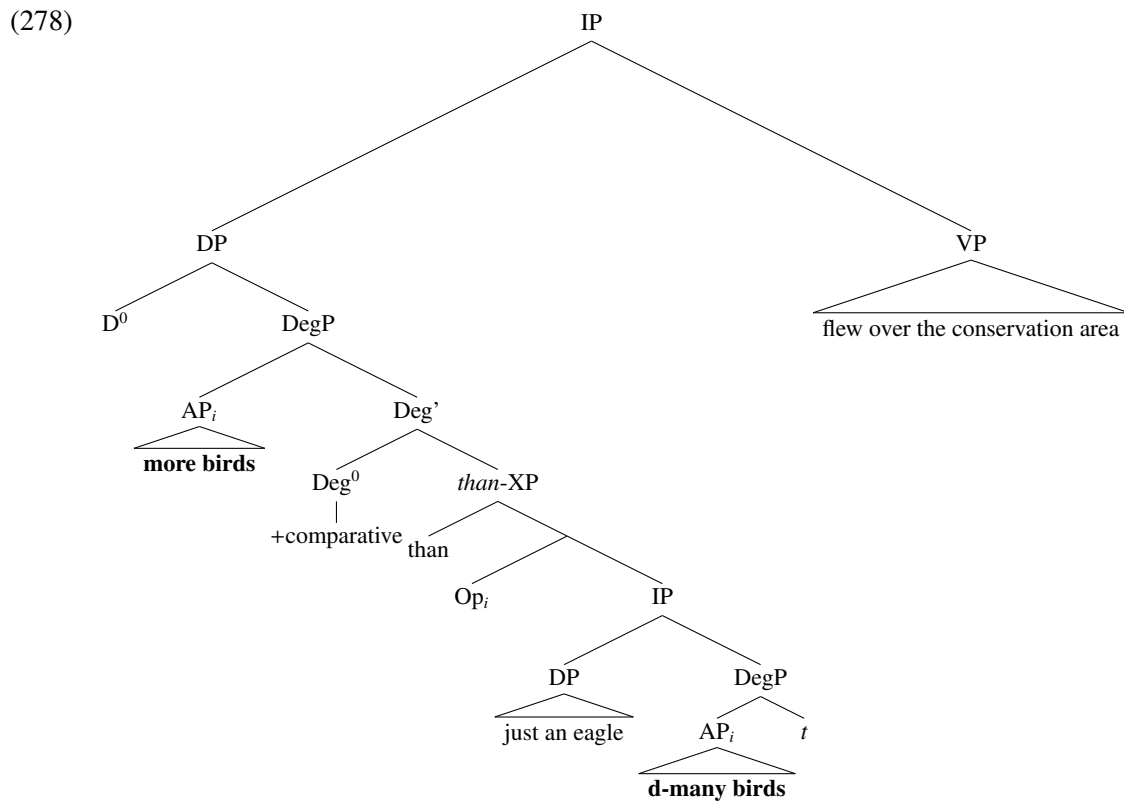 (278)
IP
DP VP
D⁰ DegP flew over the conservation area
APᵢ Deg’
more birds Deg⁰ than-XP
+comparative than
Opᵢ IP
DP DegP
just an eagle APᵢ t
d-many birds